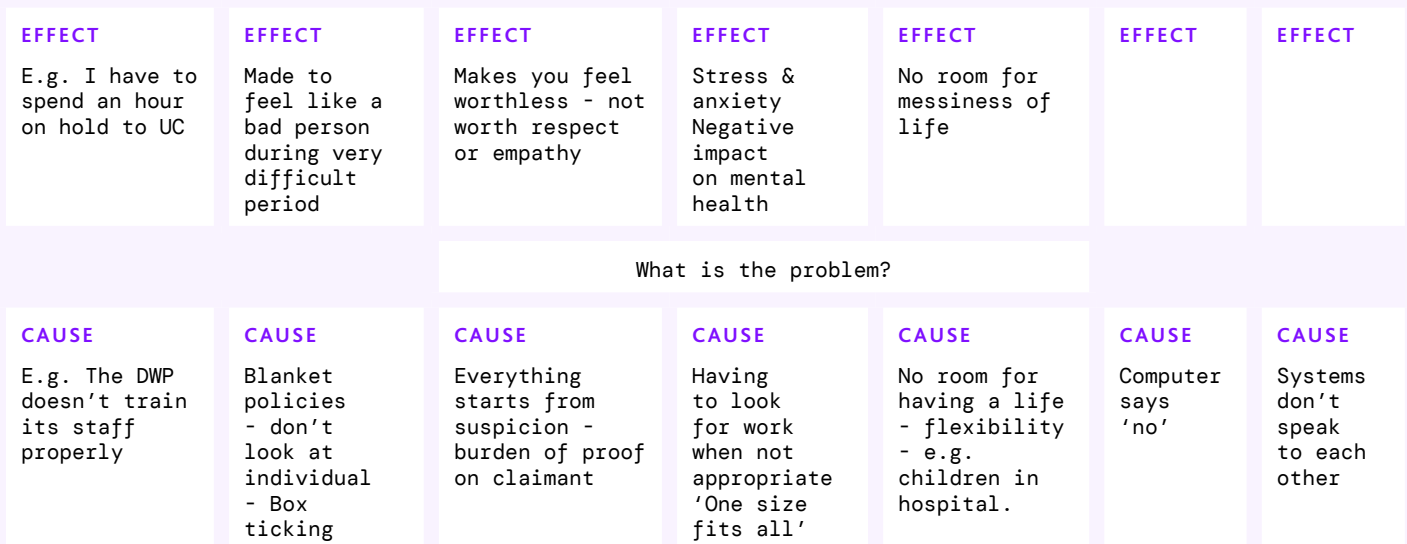 EFFECT
E.g. I have to
spend an hour
on hold to UC
EFFECT
Made to
feel like a
bad person
during very
difficult
period
EFFECT
Makes you feel
worthless - not
worth respect
or empathy
EFFECT
Stress &
anxiety
Negative
impact
on mental
health
EFFECT
No room for
messiness of
life
EFFECT
EFFECT
What is the problem?
CAUSE
E.g. The DWP
doesn’t train
its staff
properly
CAUSE
Blanket
policies
- don’t
look at
individual
- Box
ticking
CAUSE
Everything
starts from
suspicion -
burden of proof
on claimant
CAUSE
Having
to look
for work
when not
appropriate
‘One size
fits all’
CAUSE
No room for
having a life
- flexibility
- e.g.
children in
hospital.
CAUSE
Computer
says
‘no’
CAUSE
Systems
don’t
speak
to each
other